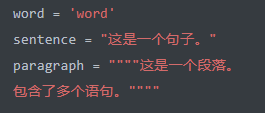 word = 'word'
sentence = "这是一个句子。"
paragraph = """"这是一个段落。
包含了多个语句。""""